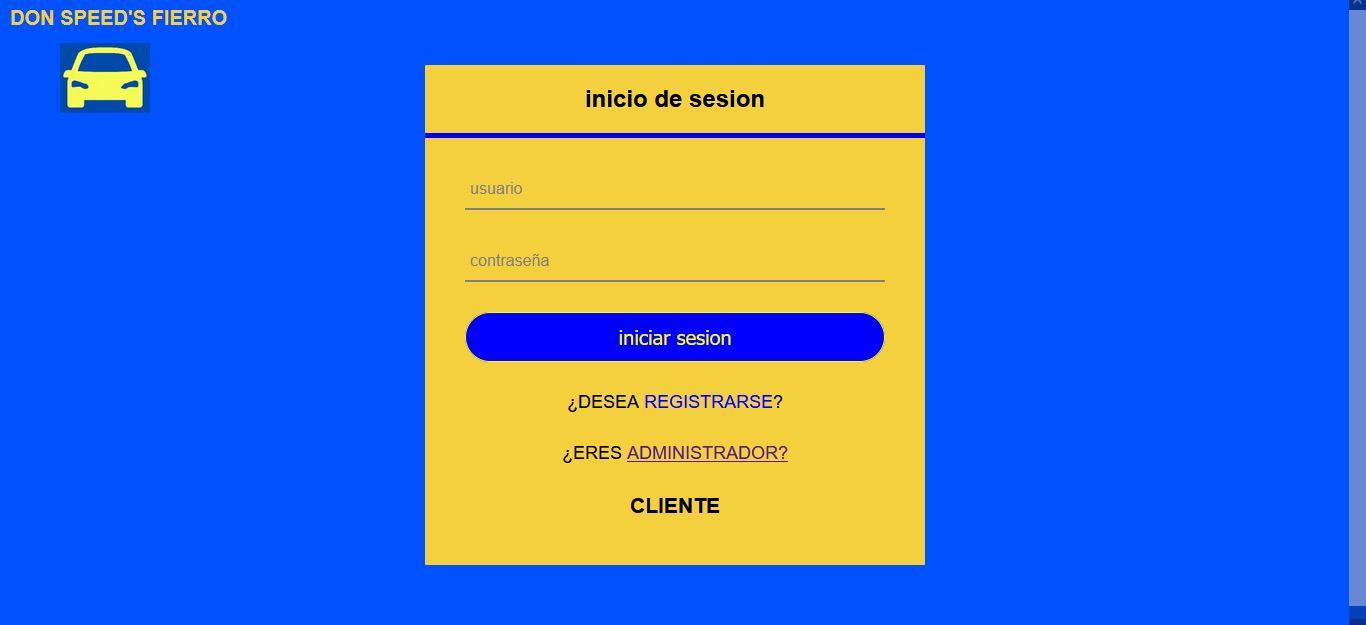 DON SPEED'S FIERRO
inicio de sesion
usuario
contraseña
iniciar sesion
¿DESEA REGISTRARSE?
¿ERES ADMINISTRADOR?
CLIENTE